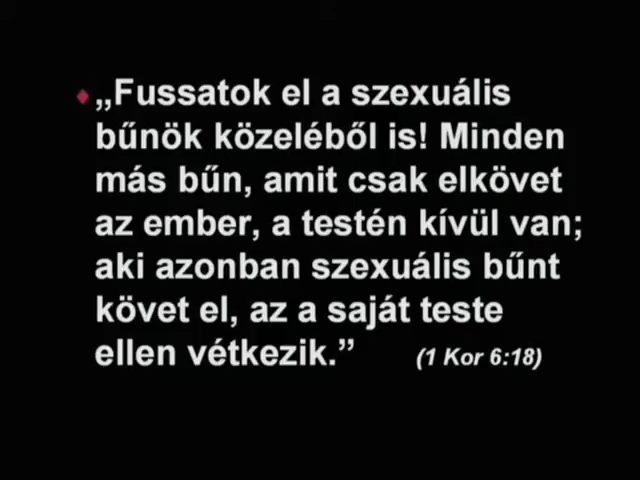 „Fussatok el a szexuális
bűnök közeléből is! Minden
más bűn, amit csak elkövet
az ember, a testén kívül van;
aki azonban szexuális bűnt
követ el, az a saját teste
ellen vétkezik.” (1 Kor 6:18)